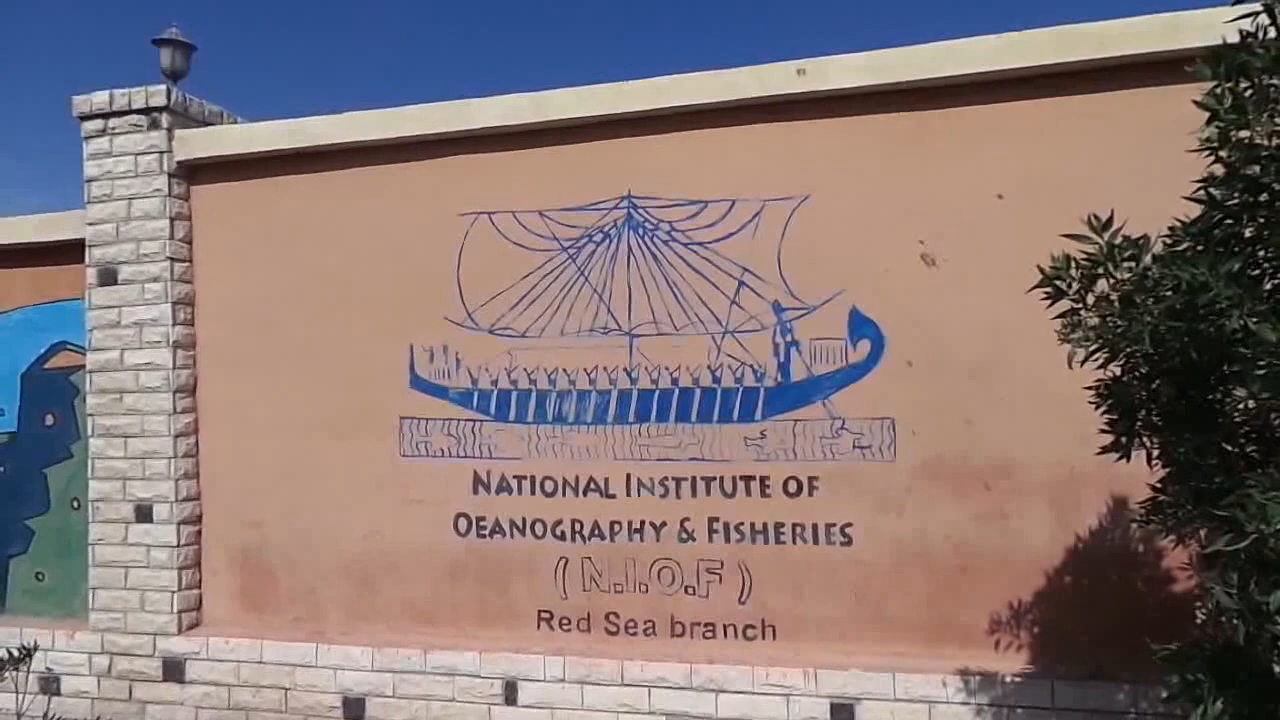 NATIONAL INSTITUTE OF
OEANOGRAPHY & FISHERIES
(N.I.O.F)
Red Sea branch